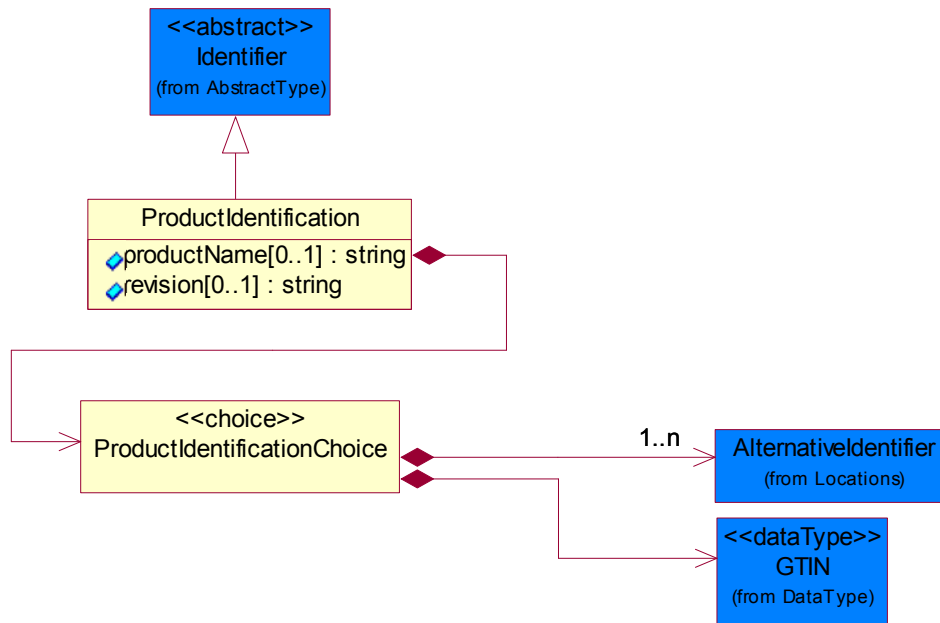 <<abstract>>
Identifier
(from AbstractType)
ProductIdentification
productName[0..1] : string
revision[0..1] : string
<<choice>>
ProductIdentificationChoice
1..n
AlternativeIdentifier
(from Locations)
<<dataType>>
GTIN
(from DataType)